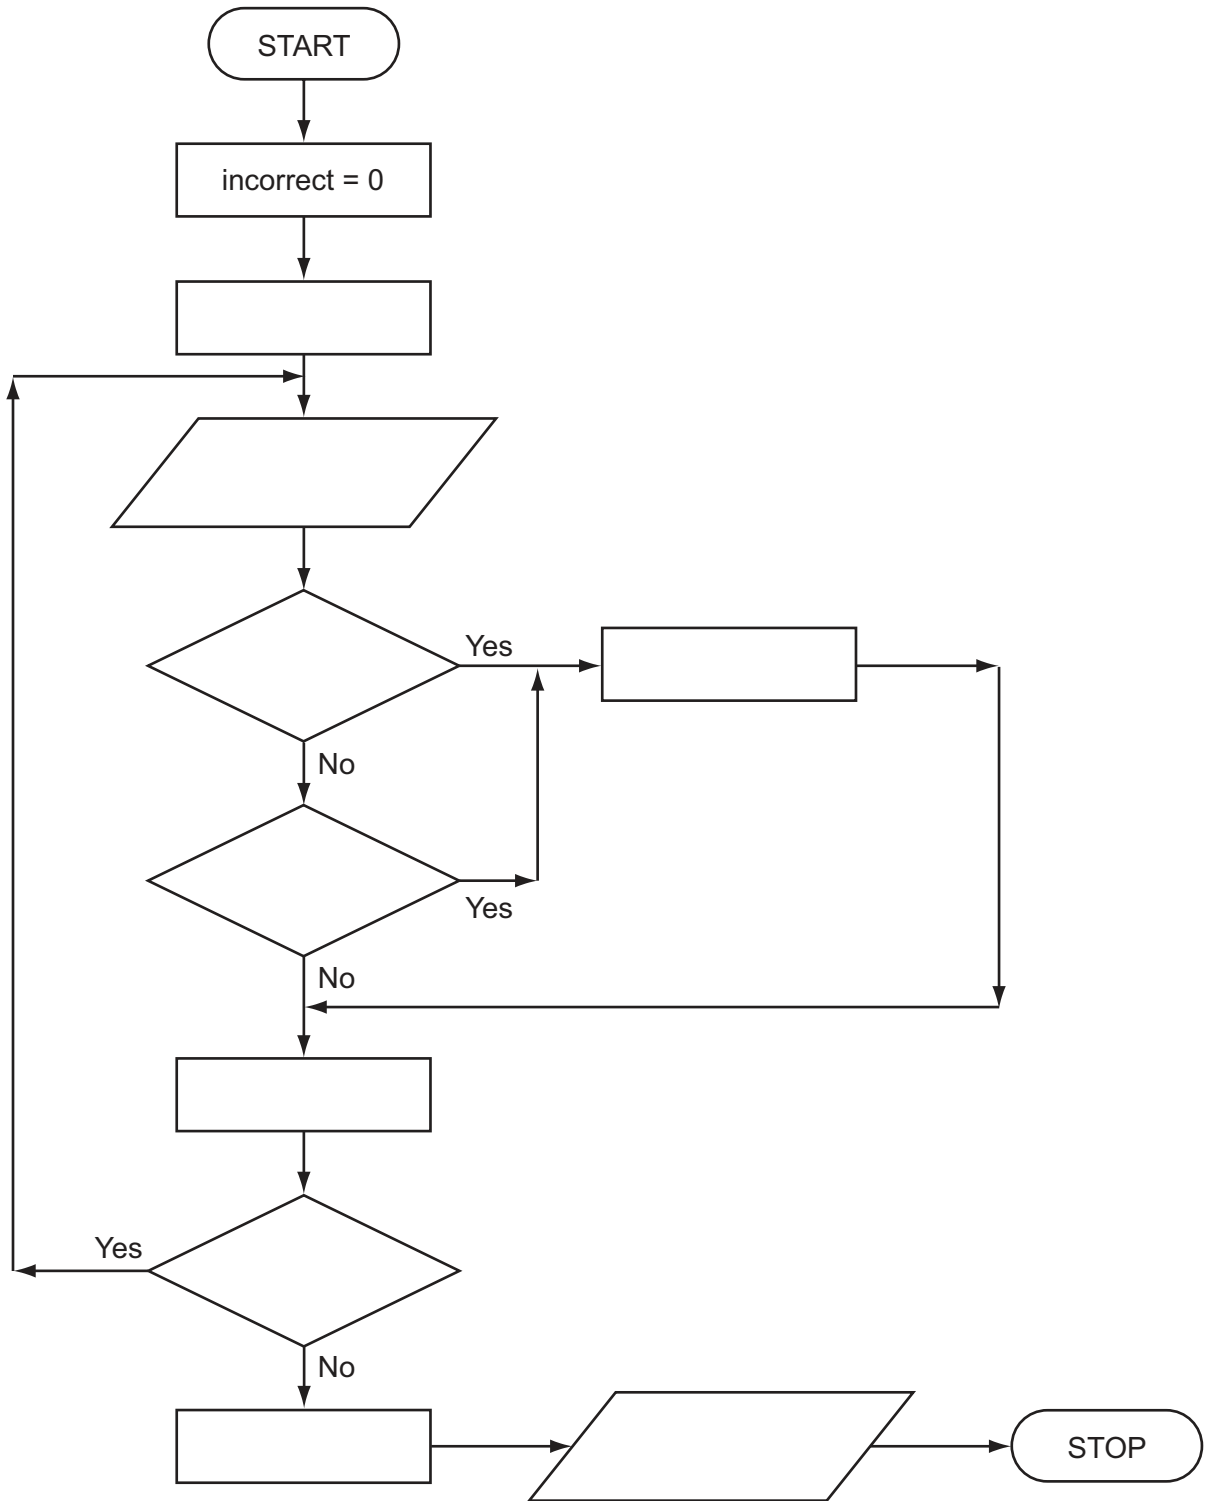 START
incorrect = 0
Yes
No
Yes
No
Yes
No
STOP